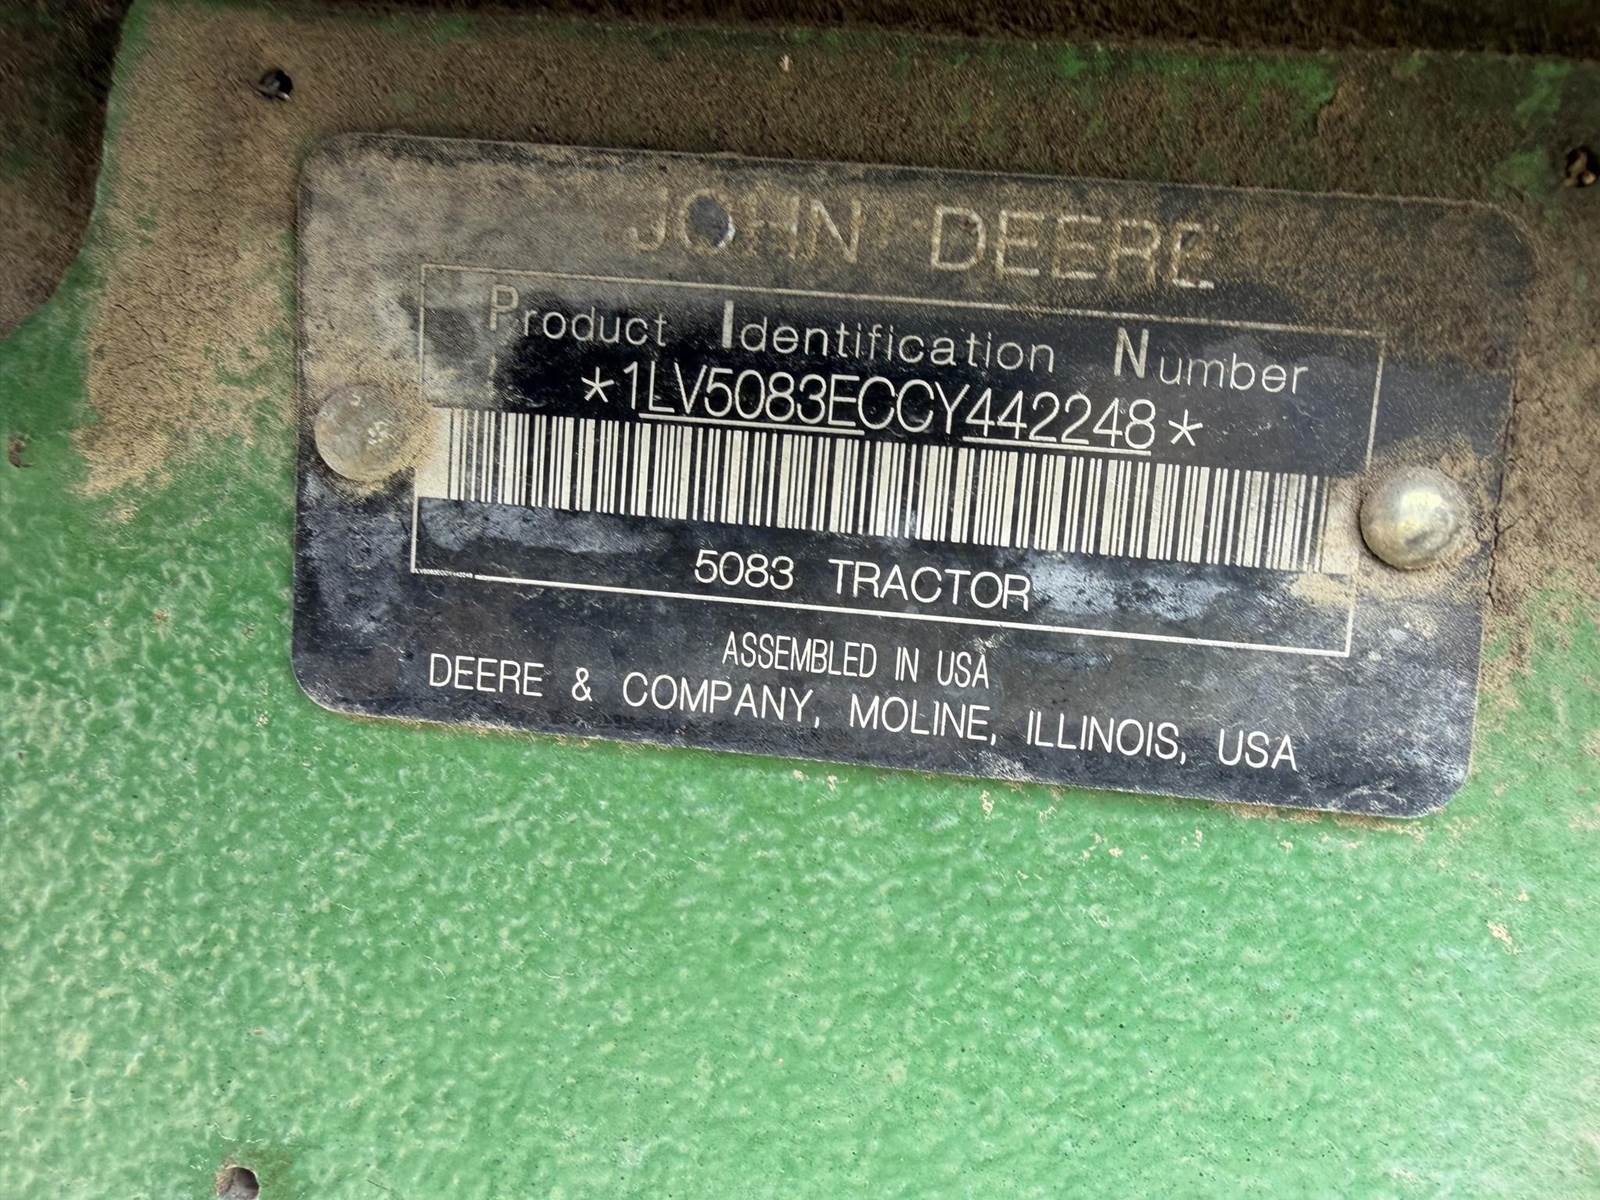 JOHN DEERE
Product Identification Number
*1LV5083ECCY442248*
5083 TRACTOR
ASSEMBLED IN USA
DEERE & COMPANY, MOLINE, ILLINOIS, USA